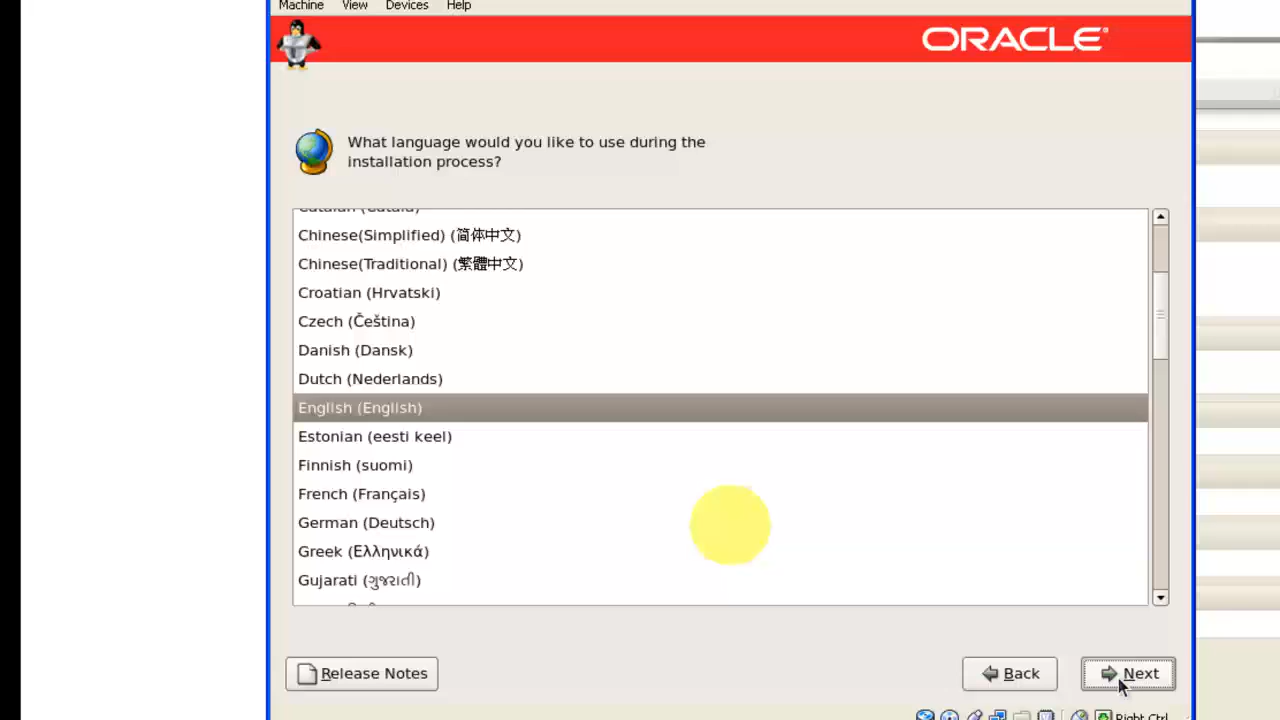 Machine View Devices Help
ORACLE
What language would you like to use during the
installation process?
Catalan (Català)
Chinese(Simplified) (简体中文)
Chinese(Traditional) (繁體中文)
Croatian (Hrvatski)
Czech (Čeština)
Danish (Dansk)
Dutch (Nederlands)
English (English)
Estonian (eesti keel)
Finnish (suomi)
French (Français)
German (Deutsch)
Greek (Ελληνικά)
Gujarati (ગુજરાતી)
Release Notes
Back
Next
Right Ctrl